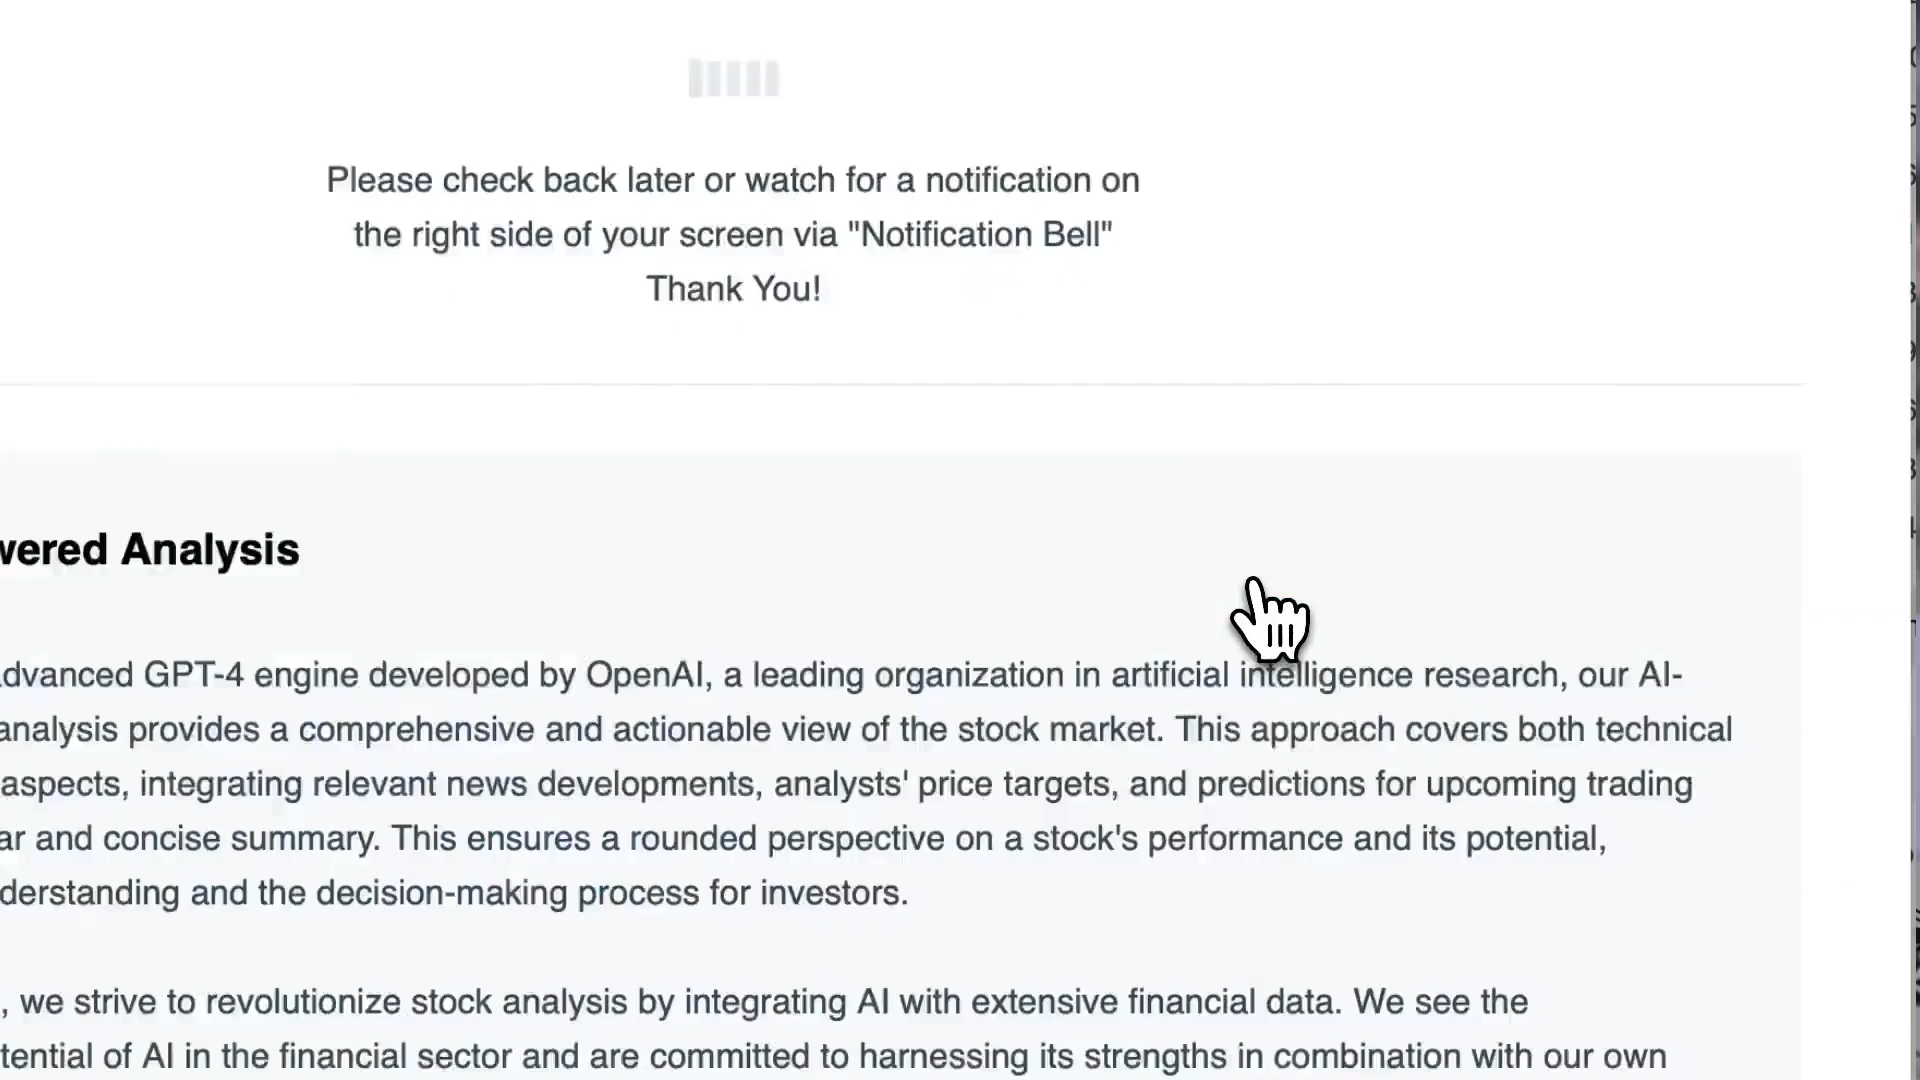 Please check back later or watch for a notification on
the right side of your screen via "Notification Bell"
Thank You!
wered Analysis
dvanced GPT-4 engine developed by OpenAI, a leading organization in artificial intelligence research, our AI-
analysis provides a comprehensive and actionable view of the stock market. This approach covers both technical
aspects, integrating relevant news developments, analysts' price targets, and predictions for upcoming trading
ar and concise summary. This ensures a rounded perspective on a stock's performance and its potential,
derstanding and the decision-making process for investors.
, we strive to revolutionize stock analysis by integrating AI with extensive financial data. We see the
tential of AI in the financial sector and are committed to harnessing its strengths in combination with our own